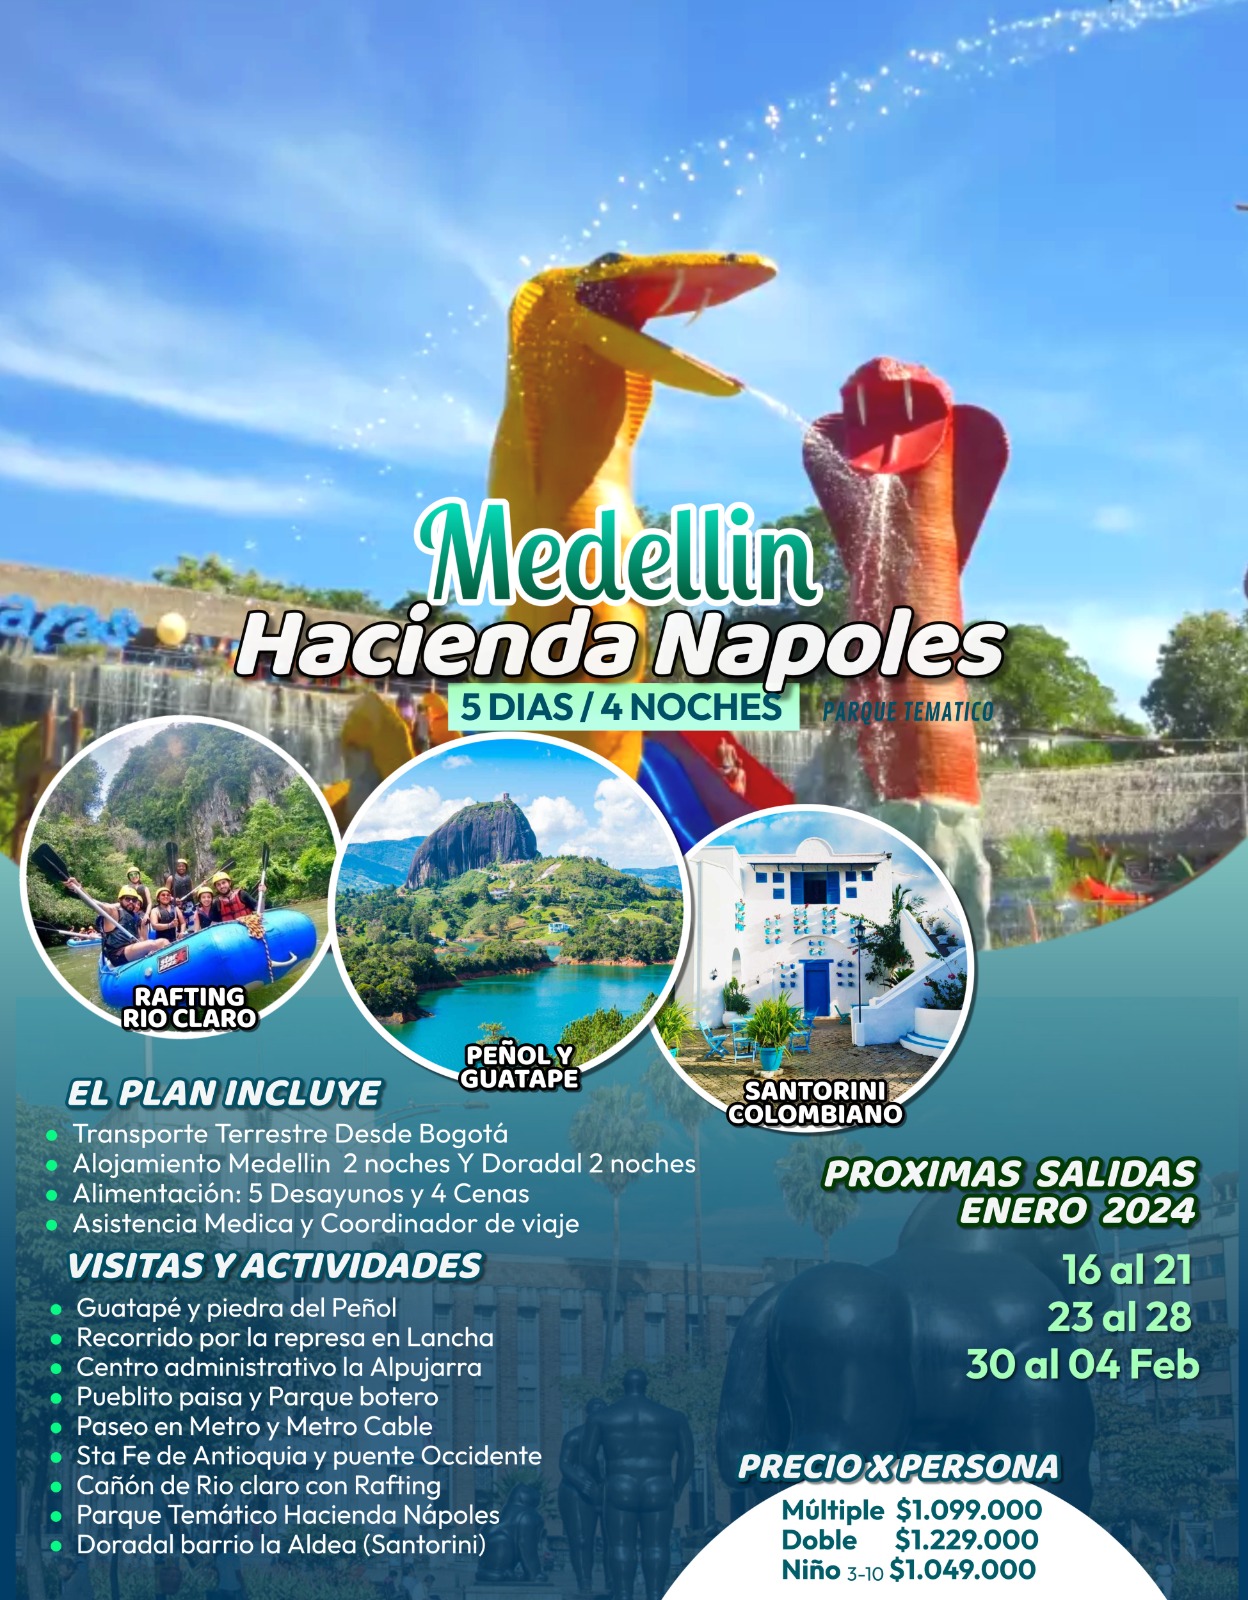 Medellin
Hacienda Napoles
5 DIAS / 4 NOCHES
PARQUE TEMATICO
RAFTING
RIO CLARO
PEÑOL Y
GUATAPE
SANTORINI
COLOMBIANO
EL PLAN INCLUYE
• Transporte Terrestre Desde Bogotá
• Alojamiento Medellin 2 noches Y Doradal 2 noches
• Alimentación: 5 Desayunos y 4 Cenas
• Asistencia Medica y Coordinador de viaje
VISITAS Y ACTIVIDADES
• Guatapé y piedra del Peñol
• Recorrido por la represa en Lancha
• Centro administrativo la Alpujarra
• Pueblito paisa y Parque botero
• Paseo en Metro y Metro Cable
• Sta Fe de Antioquia y puente Occidente
• Cañón de Rio claro con Rafting
• Parque Temático Hacienda Nápoles
• Doradal barrio la Aldea (Santorini)
PROXIMAS SALIDAS
ENERO 2024
16 al 21
23 al 28
30 al 04 Feb
PRECIO X PERSONA
Múltiple $1.099.000
Doble $1.229.000
Niño 3-10 $1.049.000